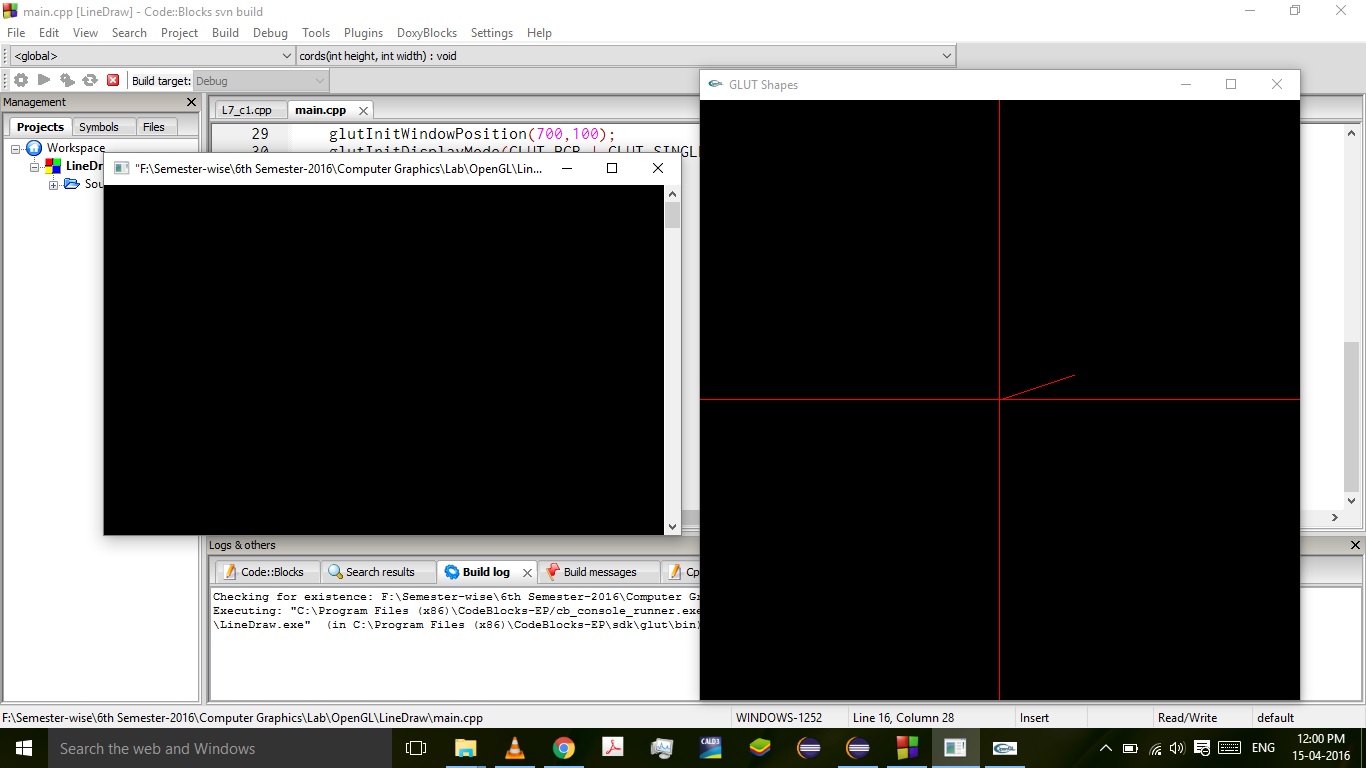 main.cpp [LineDraw] - Code::Blocks svn build
File Edit View Search Project Build Debug Tools Plugins DoxyBlocks Settings Help
<global> cords(int height, int width) : void
Build target: Debug
Management
Projects Symbols Files
Workspace
LineDr
Sou
L7_c1.cpp main.cpp
29 glutInitWindowPosition(700,100);
30 glutInitDisplayMode(GLUT_RGB | GLUT_SINGL
"F:\Semester-wise\6th Semester-2016\Computer Graphics\Lab\OpenGL\Lin...
GLUT Shapes
Logs & others
Code::Blocks Search results Build log Build messages Cp
Checking for existence: F:\Semester-wise\6th Semester-2016\Computer Gra
Executing: "C:\Program Files (x86)\CodeBlocks-EP/cb_console_runner.exe
\LineDraw.exe"  (in C:\Program Files (x86)\CodeBlocks-EP\sdk\glut\bin)
F:\Semester-wise\6th Semester-2016\Computer Graphics\Lab\OpenGL\LineDraw\main.cpp WINDOWS-1252 Line 16, Column 28 Insert Read/Write default
Search the web and Windows CALD3 OpenGL ENG 12:00 PM
15-04-2016